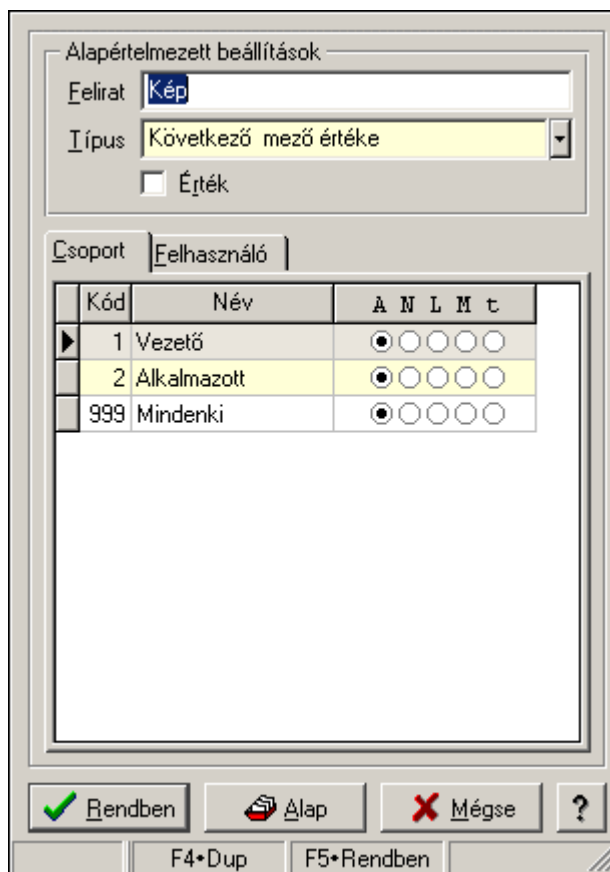 Alapértelmezett beállítások
Felirat Kép
Típus Következő mező értéke
Érték
Csoport Felhasználó
Kód Név A N L M t
1 Vezető
2 Alkalmazott
999 Mindenki
Rendben Alap Mégse ?
F4•Dup F5•Rendben